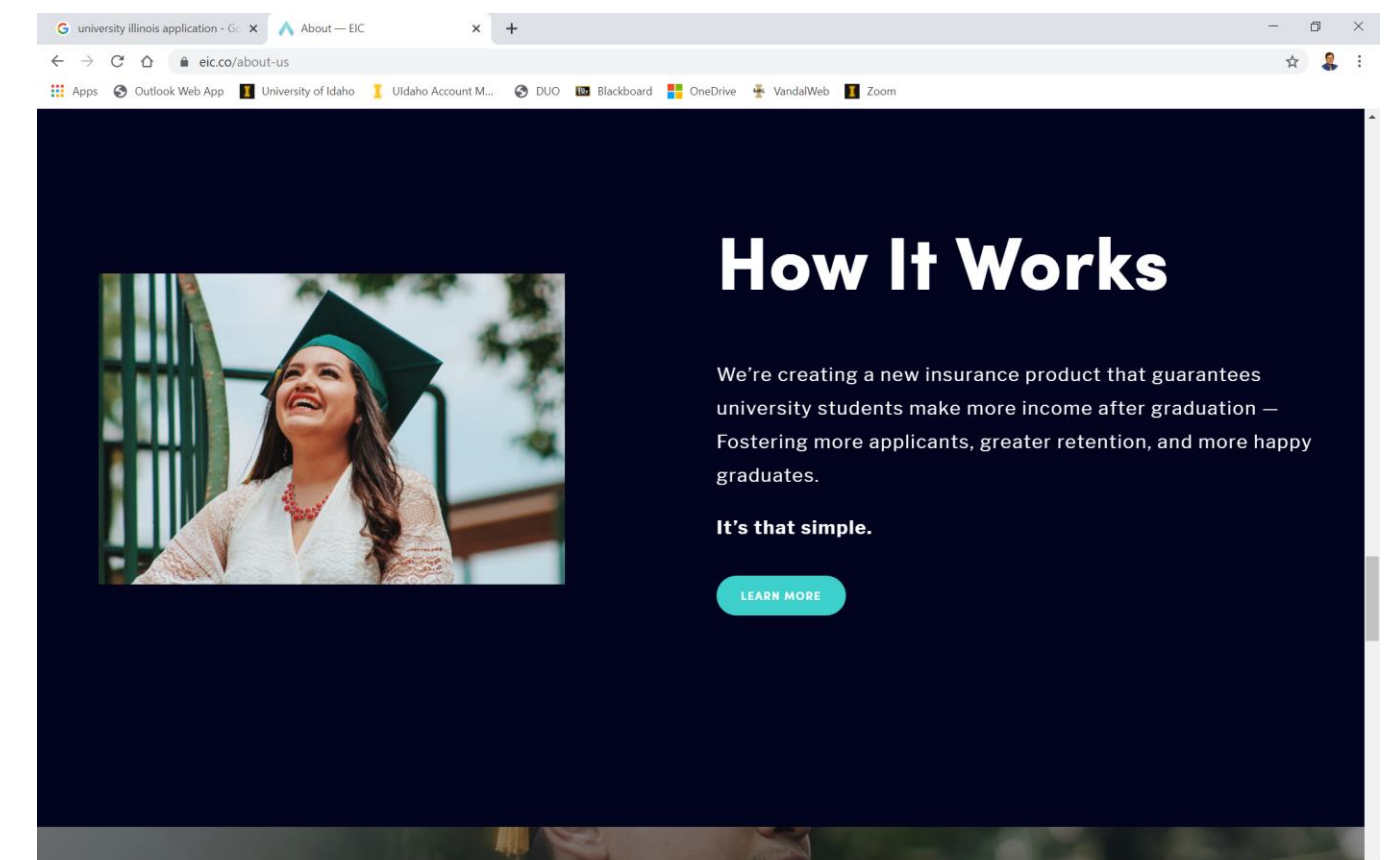 university illinois application - Go
About — EIC
eic.co/about-us
Apps Outlook Web App University of Idaho UIdaho Account M... DUO Blackboard OneDrive VandalWeb Zoom
How It Works
We’re creating a new insurance product that guarantees
university students make more income after graduation —
Fostering more applicants, greater retention, and more happy
graduates.
It’s that simple.
LEARN MORE